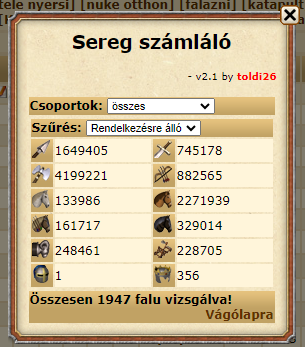 tele nyersi] [nuke otthon] [falazni] [katapult
Sereg számláló
- v2.1 by toldi26
Csoportok: összes
Szűrés: Rendelkezésre álló
1649405 745178
4199221 882565
133986 2271939
161717 329014
248461 228705
1 356
Összesen 1947 falu vizsgálva!
Vágólapra